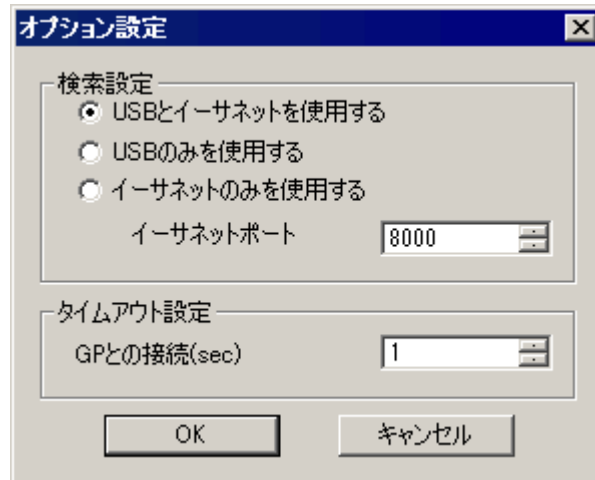 オプション設定
検索設定
USBとイーサネットを使用する
USBのみを使用する
イーサネットのみを使用する
イーサネットポート 8000
タイムアウト設定
GPとの接続(sec) 1
OK キャンセル